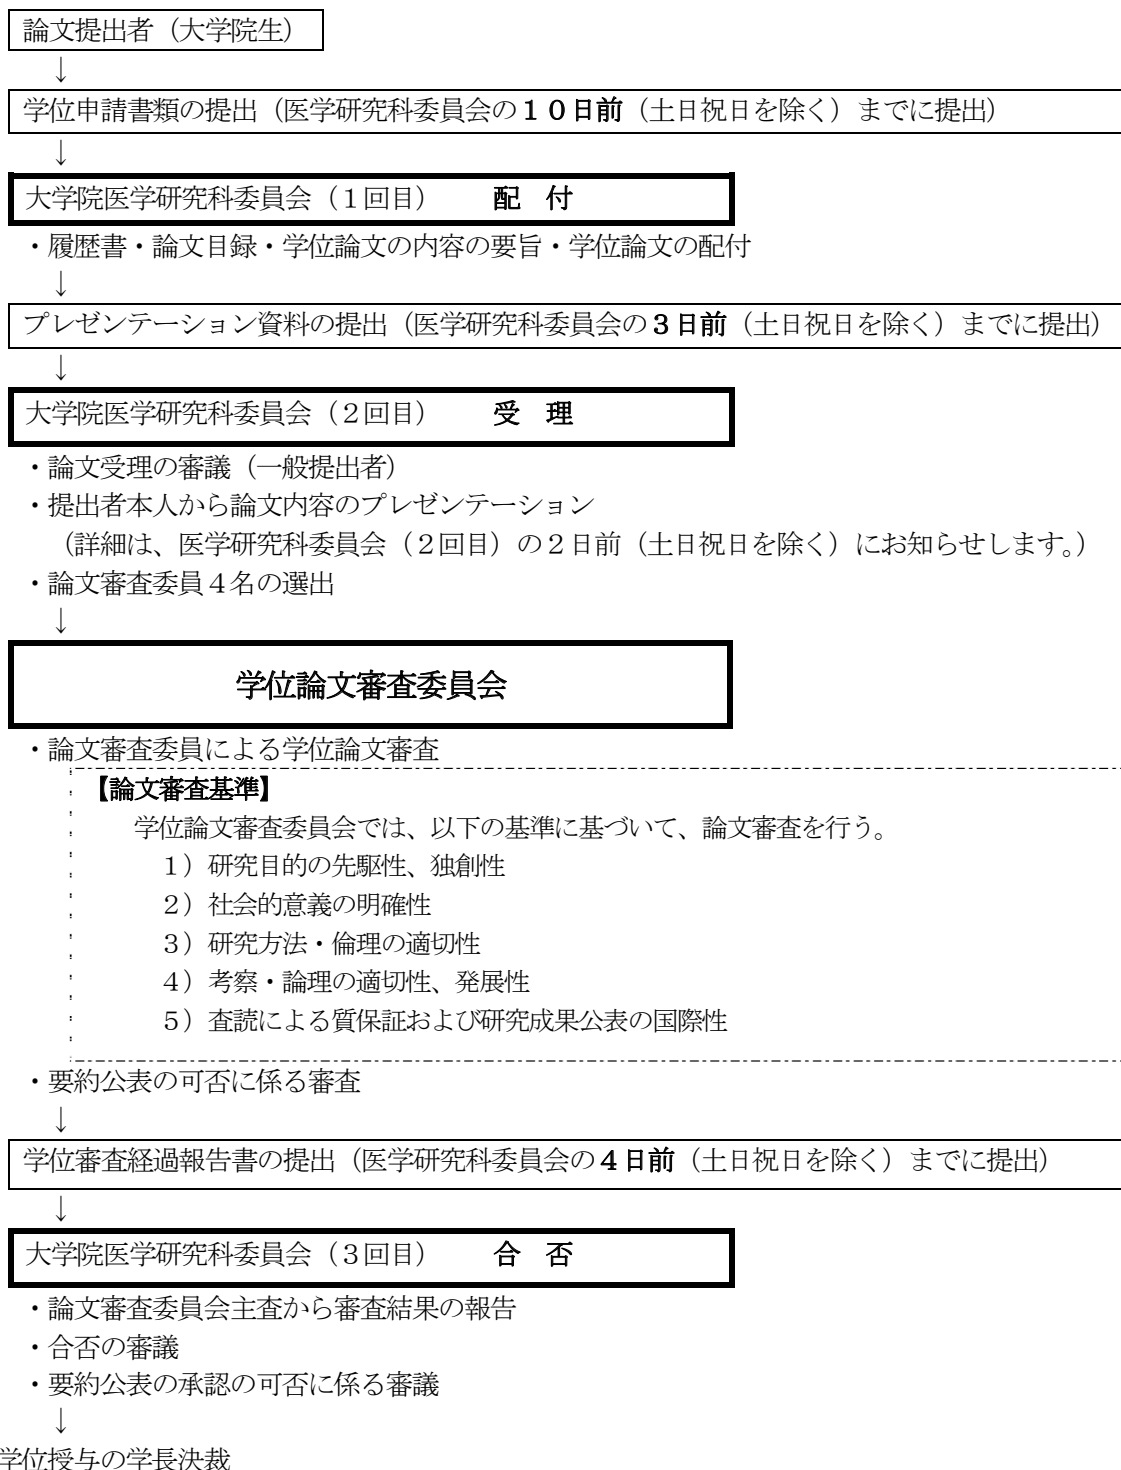 論文提出者（大学院生）
↓
学位申請書類の提出（医学研究科委員会の１０日前（土日祝日を除く）までに提出）
↓
大学院医学研究科委員会（１回目）　　配　付
・履歴書・論文目録・学位論文の内容の要旨・学位論文の配付
↓
プレゼンテーション資料の提出（医学研究科委員会の３日前（土日祝日を除く）までに提出）
↓
大学院医学研究科委員会（２回目）　　受　理
・論文受理の審議（一般提出者）
・提出者本人から論文内容のプレゼンテーション
（詳細は、医学研究科委員会（２回目）の２日前（土日祝日を除く）にお知らせします。）
・論文審査委員４名の選出
↓
学位論文審査委員会
・論文審査委員による学位論文審査
【論文審査基準】
学位論文審査委員会では、以下の基準に基づいて、論文審査を行う。
１）研究目的の先駆性、独創性
２）社会的意義の明確性
３）研究方法・倫理の適切性
４）考察・論理の適切性、発展性
５）査読による質保証および研究成果公表の国際性
・要約公表の可否に係る審査
↓
学位審査経過報告書の提出（医学研究科委員会の４日前（土日祝日を除く）までに提出）
↓
大学院医学研究科委員会（３回目）　　合　否
・論文審査委員会主査から審査結果の報告
・合否の審議
・要約公表の承認の可否に係る審議
↓
学位授与の学長決裁